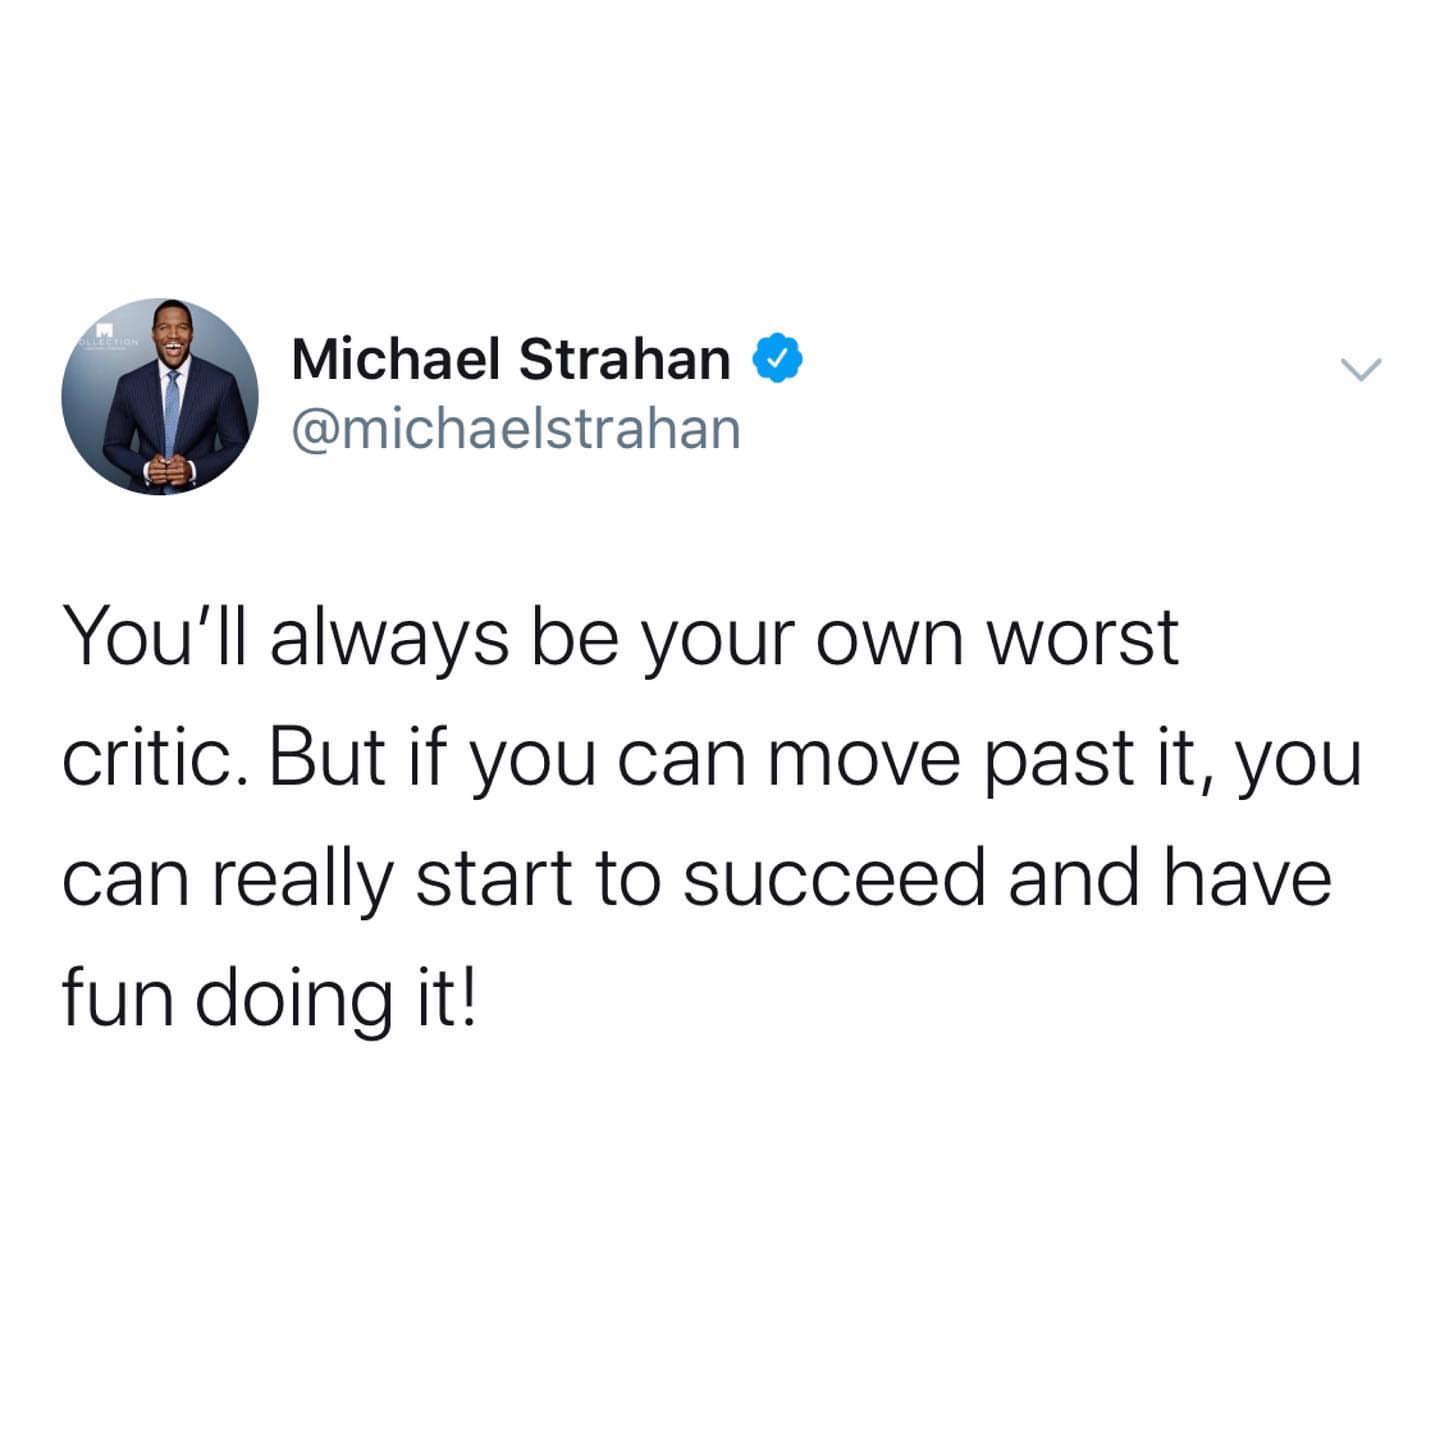 M
OLLECTION
Michael Strahan
@michaelstrahan
You’ll always be your own worst
critic. But if you can move past it, you
can really start to succeed and have
fun doing it!